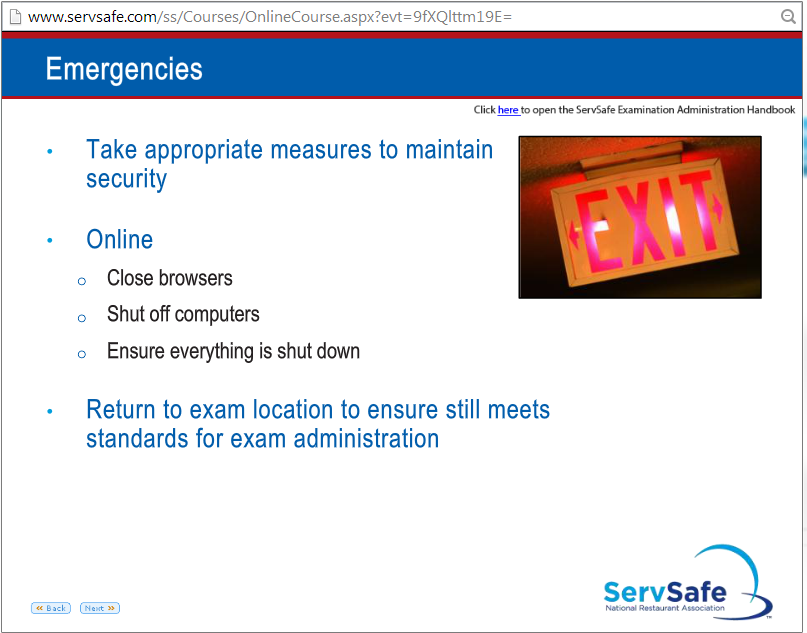 www.servsafe.com/ss/Courses/OnlineCourse.aspx?evt=9fXQlttm19E=
Emergencies
Click here to open the ServSafe Examination Administration Handbook
• Take appropriate measures to maintain
security
EXIT
• Online
o Close browsers
o Shut off computers
o Ensure everything is shut down
• Return to exam location to ensure still meets
standards for exam administration
ServSafe
National Restaurant Association
TM
<< Back
Next >>